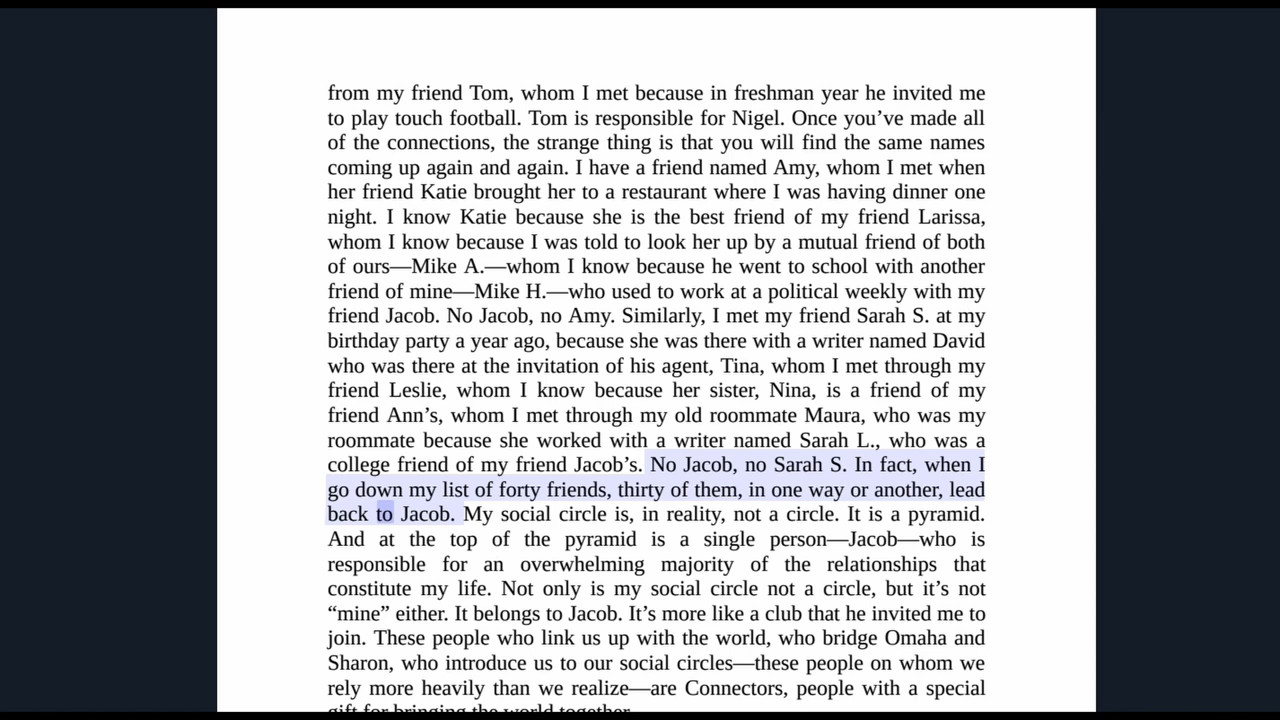 from my friend Tom, whom I met because in freshman year he invited me
to play touch football. Tom is responsible for Nigel. Once you’ve made all
of the connections, the strange thing is that you will find the same names
coming up again and again. I have a friend named Amy, whom I met when
her friend Katie brought her to a restaurant where I was having dinner one
night. I know Katie because she is the best friend of my friend Larissa,
whom I know because I was told to look her up by a mutual friend of both
of ours—Mike A.—whom I know because he went to school with another
friend of mine—Mike H.—who used to work at a political weekly with my
friend Jacob. No Jacob, no Amy. Similarly, I met my friend Sarah S. at my
birthday party a year ago, because she was there with a writer named David
who was there at the invitation of his agent, Tina, whom I met through my
friend Leslie, whom I know because her sister, Nina, is a friend of my
friend Ann’s, whom I met through my old roommate Maura, who was my
roommate because she worked with a writer named Sarah L., who was a
college friend of my friend Jacob’s. No Jacob, no Sarah S. In fact, when I
go down my list of forty friends, thirty of them, in one way or another, lead
back to Jacob. My social circle is, in reality, not a circle. It is a pyramid.
And at the top of the pyramid is a single person—Jacob—who is
responsible for an overwhelming majority of the relationships that
constitute my life. Not only is my social circle not a circle, but it’s not
“mine” either. It belongs to Jacob. It’s more like a club that he invited me to
join. These people who link us up with the world, who bridge Omaha and
Sharon, who introduce us to our social circles—these people on whom we
rely more heavily than we realize—are Connectors, people with a special
gift for bringing the world together.